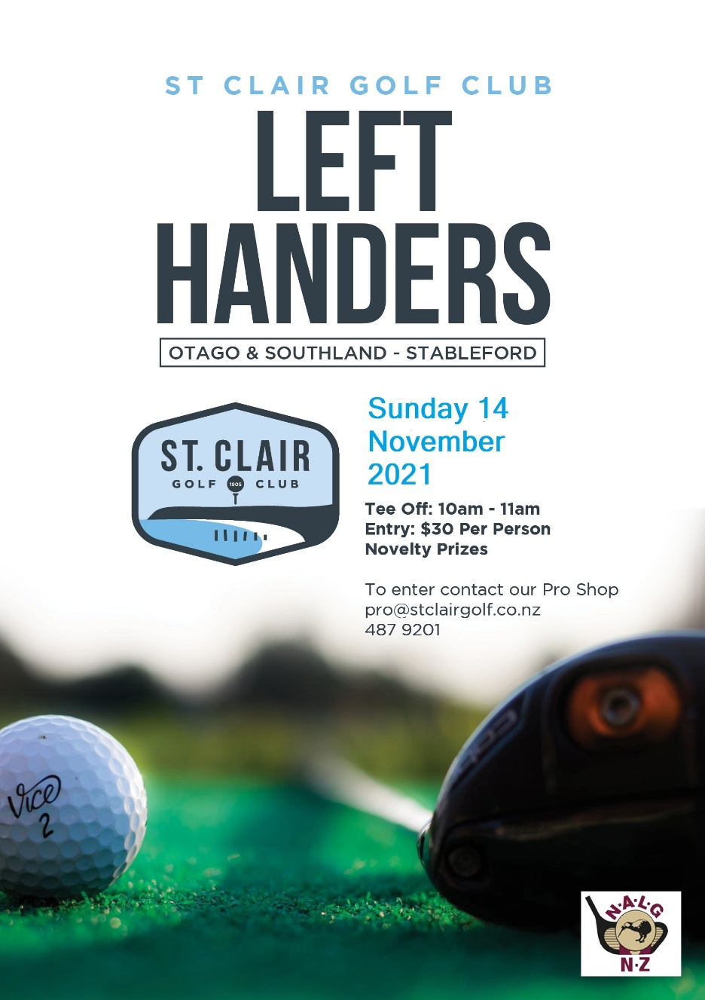 ST CLAIR GOLF CLUB
LEFT
HANDERS
OTAGO & SOUTHLAND - STABLEFORD
ST. CLAIR
GOLF 1905 CLUB
Sunday 14
November
2021
Tee Off: 10am - 11am
Entry: $30 Per Person
Novelty Prizes
To enter contact our Pro Shop
pro@stclairgolf.co.nz
487 9201
Vice
2
N·A·L·G
N·Z